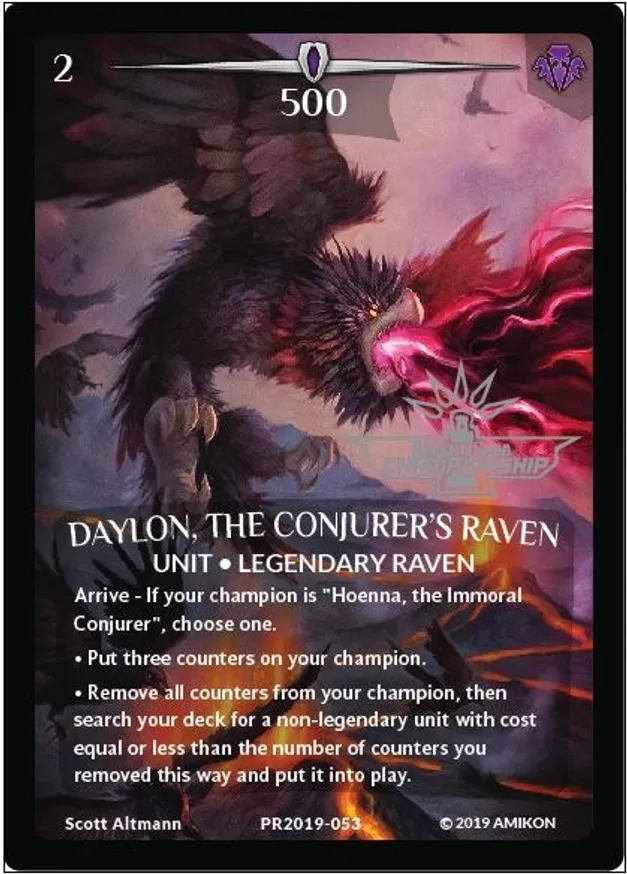 2
500
CHAMPIONSHIP
DAYLON, THE CONJURER'S RAVEN
UNIT • LEGENDARY RAVEN
Arrive - If your champion is "Hoenna, the Immoral
Conjurer", choose one.
• Put three counters on your champion.
• Remove all counters from your champion, then
search your deck for a non-legendary unit with cost
equal or less than the number of counters you
removed this way and put it into play.
Scott Altmann PR2019-053 © 2019 AMIKON